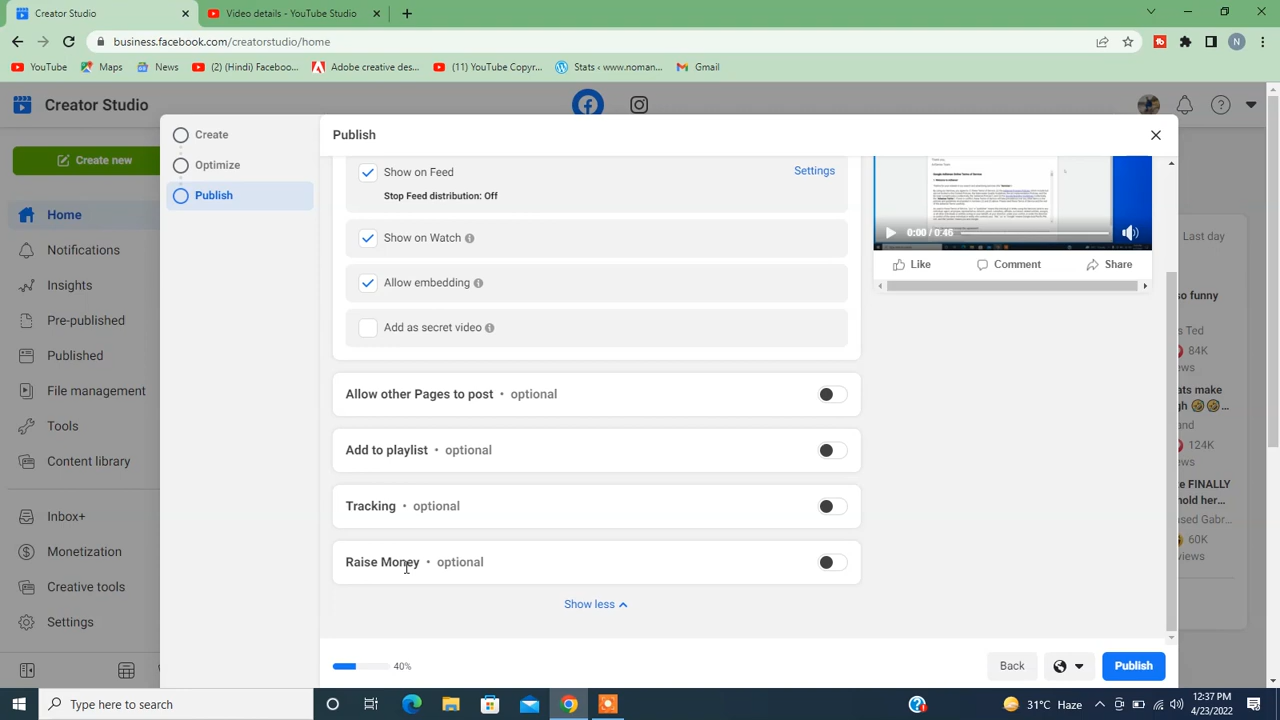 Creator Studio
Video details - YouTube Studio
business.facebook.com/creatorstudio/home
N
YouTube
Maps
News
(2) (Hindi) Faceboo...
Adobe creative des...
(11) YouTube Copyr...
Stats ‹ www.noman...
Gmail
Creator Studio
Create new
Home
Notifications
Insights
Pre-published
Published
File management
Tools
Content library
Inbox+
Monetization
Creative tools
Settings
Create
Optimize
Publish
Publish
Show on Feed
Settings
Stop Feed distribution: Off
Show on Watch
Allow embedding
Add as secret video
Allow other Pages to post • optional
Add to playlist • optional
Tracking • optional
Raise Money • optional
Show less
0:00 / 0:46
Like
Comment
Share
Last day
so funny
s Ted
84K
ats make
gh
124K
ews
te FINALLY
hold her...
ased Gabr...
60K
views
40%
Back
Publish
Type here to search
31°C Haze
12:37 PM
4/23/2022